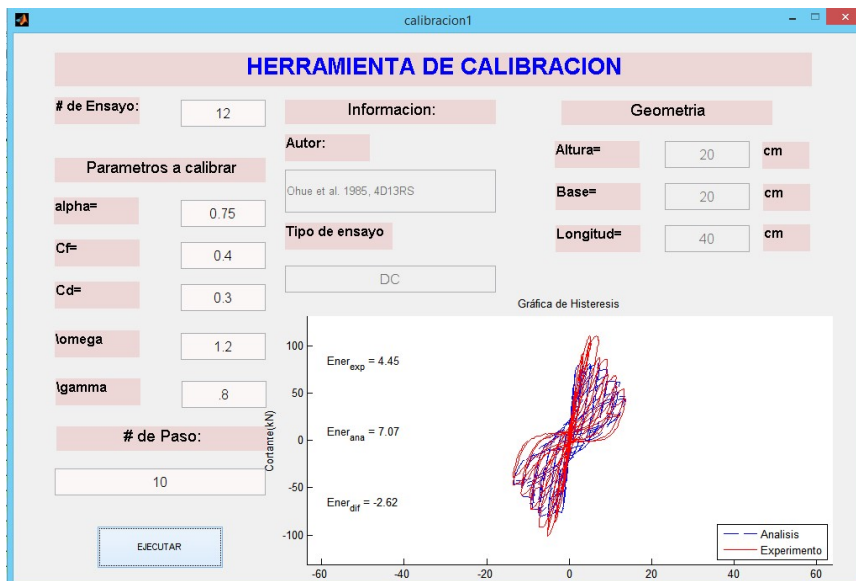 calibracion1
HERRAMIENTA DE CALIBRACION
# de Ensayo:
12
Parametros a calibrar
alpha=
0.75
Cf=
0.4
Cd=
0.3
\omega
1.2
\gamma
.8
# de Paso:
10
EJECUTAR
Informacion:
Autor:
Ohue et al. 1985, 4D13RS
Tipo de ensayo
DC
Geometria
Altura=
20
cm
Base=
20
cm
Longitud=
40
cm
Gráfica de Histeresis
Cortante(kN)
100
50
0
-50
-100
Ener_exp = 4.45
Ener_ana = 7.07
Ener_dif = -2.62
-60
-40
-20
0
20
40
60
Analisis
Experimento